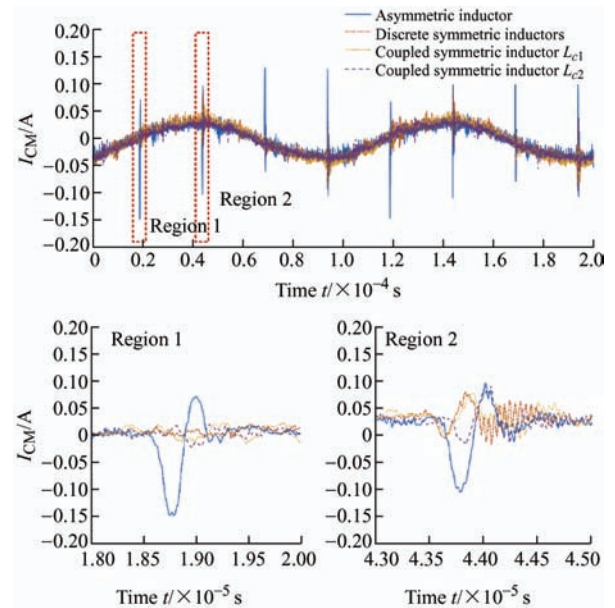 Asymmetric inductor
Discrete symmetric inductors
Coupled symmetric inductor Lc1
Coupled symmetric inductor Lc2
0.20
0.15
0.10
0.05
0
−0.05
−0.10
−0.15
−0.20
ICM/A
Region 1
Region 2
0 0.2 0.4 0.6 0.8 1.0 1.2 1.4 1.6 1.8 2.0
Time t/×10−4 s
Region 1
0.20
0.15
0.10
0.05
0
−0.05
−0.10
−0.15
−0.20
ICM/A
1.80 1.85 1.90 1.95 2.00
Time t/×10−5 s
Region 2
0.20
0.15
0.10
0.05
0
−0.05
−0.10
−0.15
−0.20
4.30 4.35 4.40 4.45 4.50
Time t/×10−5 s